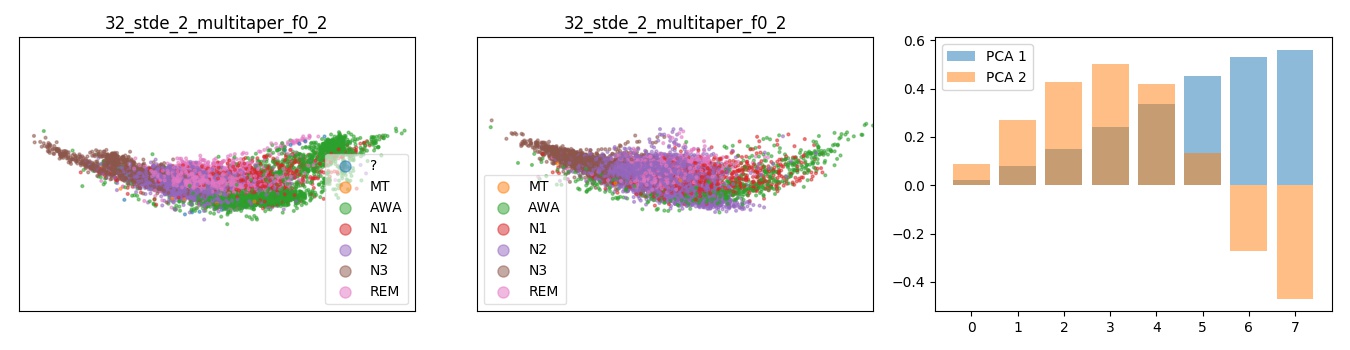 32_stde_2_multitaper_f0_2
?
MT
AWA
N1
N2
N3
REM
32_stde_2_multitaper_f0_2
MT
AWA
N1
N2
N3
REM
PCA 1
PCA 2
0.6
0.4
0.2
0.0
−0.2
−0.4
0 1 2 3 4 5 6 7